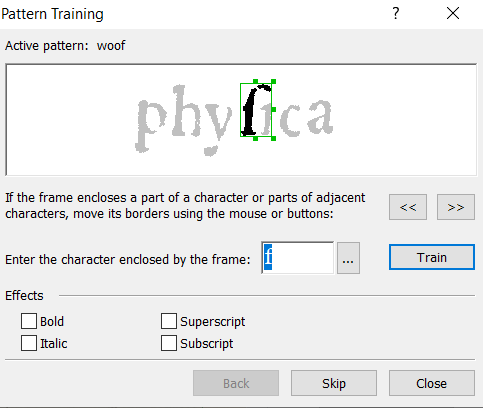 Pattern Training
?
Active pattern: woof
phyſica
If the frame encloses a part of a character or parts of adjacent
characters, move its borders using the mouse or buttons:
<< >>
Enter the character enclosed by the frame: f ... Train
Effects
Bold Superscript
Italic Subscript
Back Skip Close